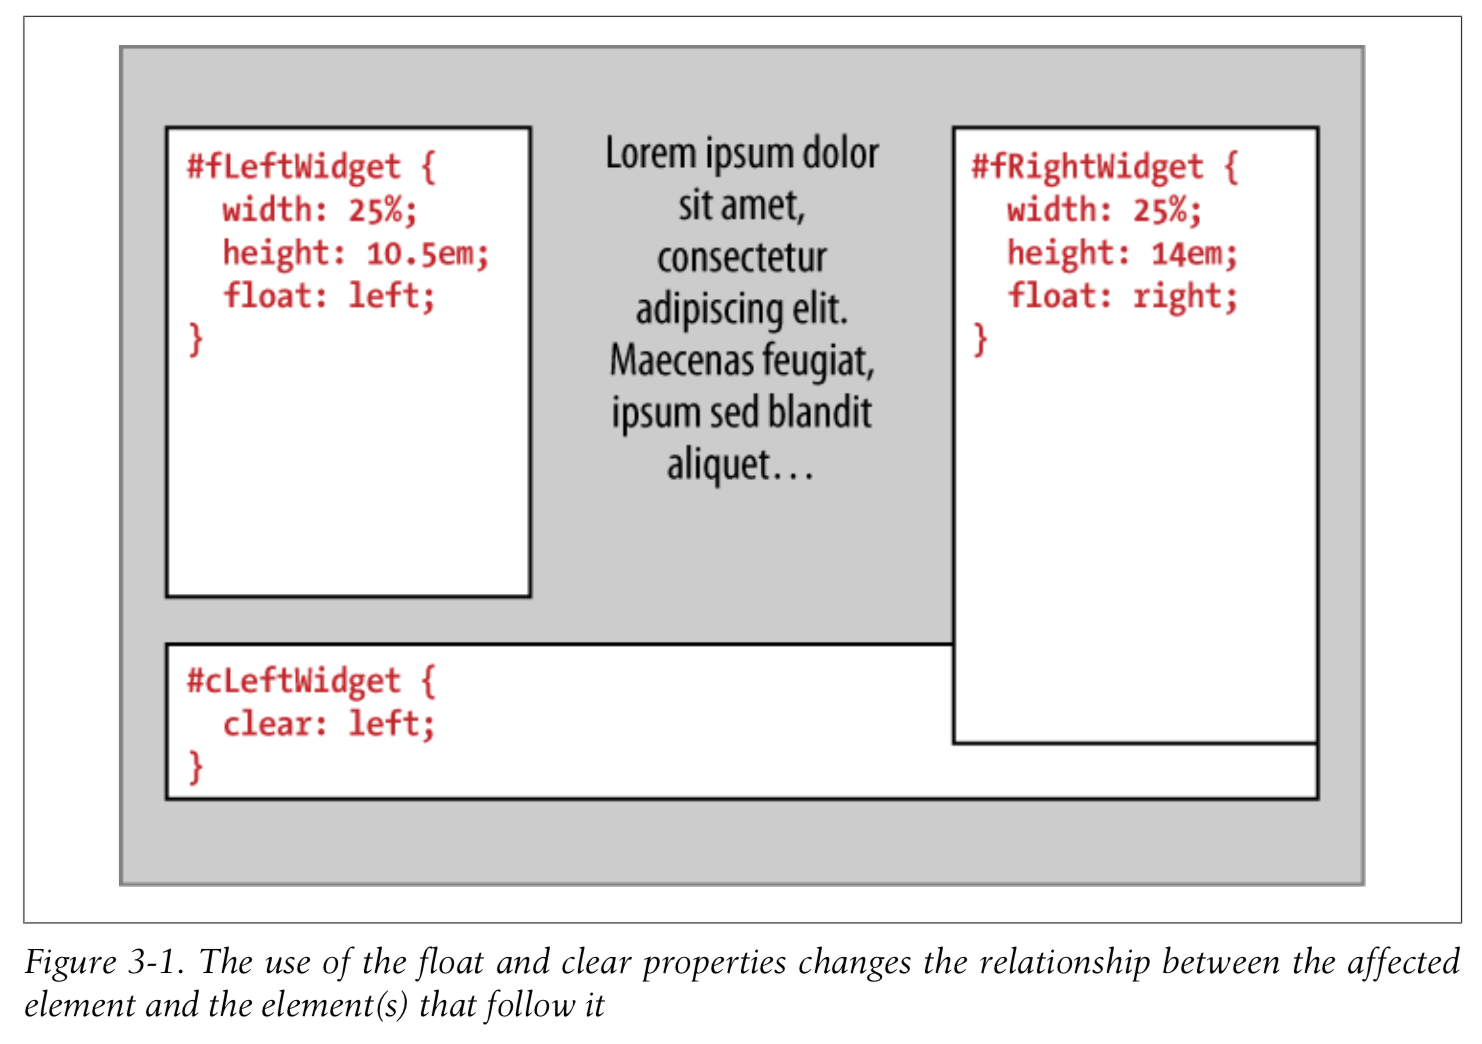 #fLeftWidget {
width: 25%;
height: 10.5em;
float: left;
}
Lorem ipsum dolor
sit amet,
consectetur
adipiscing elit.
Maecenas feugiat,
ipsum sed blandit
aliquet…
#fRightWidget {
width: 25%;
height: 14em;
float: right;
}
#cLeftWidget {
clear: left;
}
Figure 3-1. The use of the float and clear properties changes the relationship between the affected
element and the element(s) that follow it